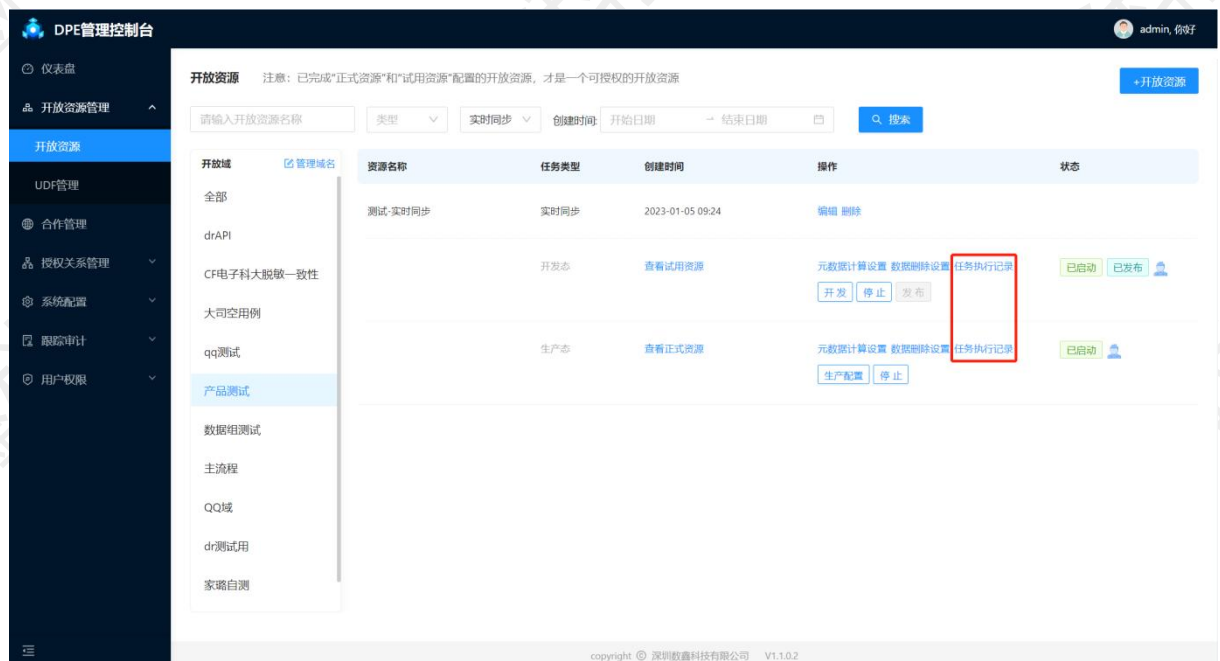 DPE管理控制台
admin, 你好
仪表盘
开放资源管理
开放资源
UDF管理
合作管理
授权关系管理
系统配置
跟踪审计
用户权限
开放资源 注意：已完成"正式资源"和"试用资源"配置的开放资源，才是一个可授权的开放资源
+开放资源
请输入开放资源名称 类型 实时同步 创建时间: 开始日期 → 结束日期 搜索
开放域 管理域名
全部
drAPI
CF电子科大脱敏一致性
大司空用例
qq测试
产品测试
数据组测试
主流程
QQ域
dr测试用
家璐自测
资源名称 任务类型 创建时间 操作 状态
测试-实时同步 实时同步 2023-01-05 09:24 编辑 删除
开发态 查看试用资源 元数据计算设置 数据删除设置 任务执行记录 已启动 已发布
开发 停止 发布
生产态 查看正式资源 元数据计算设置 数据删除设置 任务执行记录 已启动
生产配置 停止
copyright © 深圳数鑫科技有限公司 V1.1.0.2